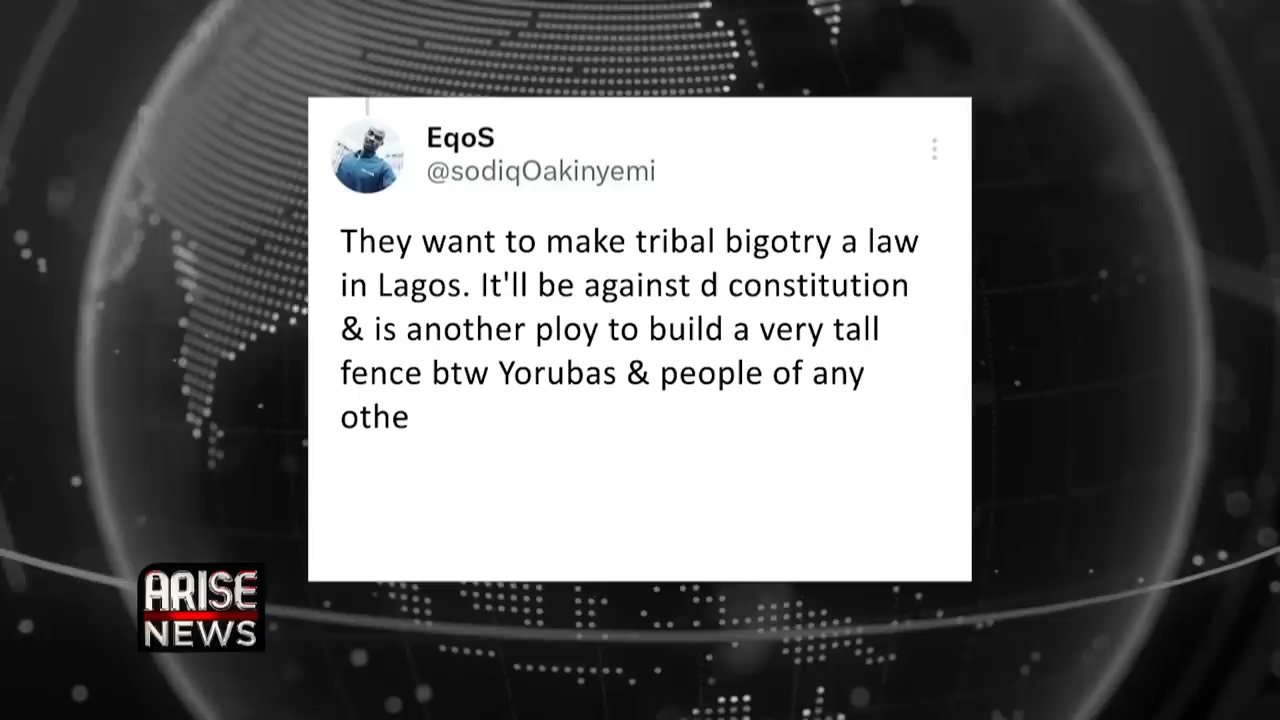 EqoS
@sodiqOakinyemi
They want to make tribal bigotry a law
in Lagos. It'll be against d constitution
& is another ploy to build a very tall
fence btw Yorubas & people of any
othe
ARISE
NEWS